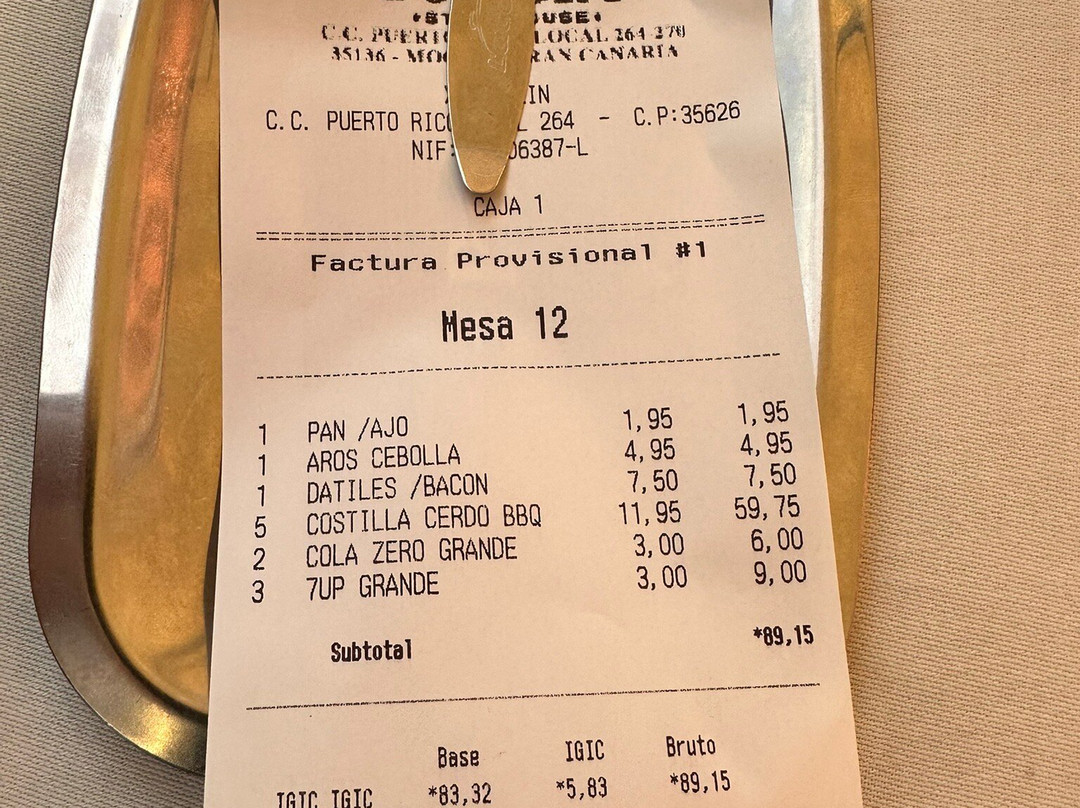 C.C. PUERTO LOCAL 264-270
35136 - GRAN CANARIA
C.C. PUERTO RICO 264 - C.P:35626
NIF: 06387-L
CAJA 1
Factura Provisional #1
Mesa 12
1 PAN /AJO 1,95 1,95
1 AROS CEBOLLA 4,95 4,95
1 DATILES /BACON 7,50 7,50
5 COSTILLA CERDO BBQ 11,95 59,75
2 COLA ZERO GRANDE 3,00 6,00
3 7UP GRANDE 3,00 9,00
Subtotal *89,15
Base IGIC Bruto
IGIC IGIC *83,32 *5,83 *89,15